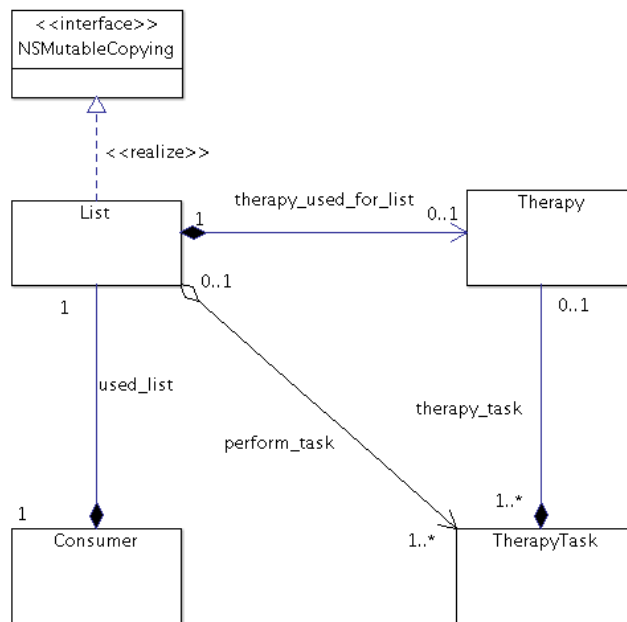 <<interface>>
NSMutableCopying
<<realize>>
List
therapy_used_for_list
Therapy
1
0..1
0..1
1
0..1
used_list
therapy_task
perform_task
1
1..*
1..*
Consumer
TherapyTask